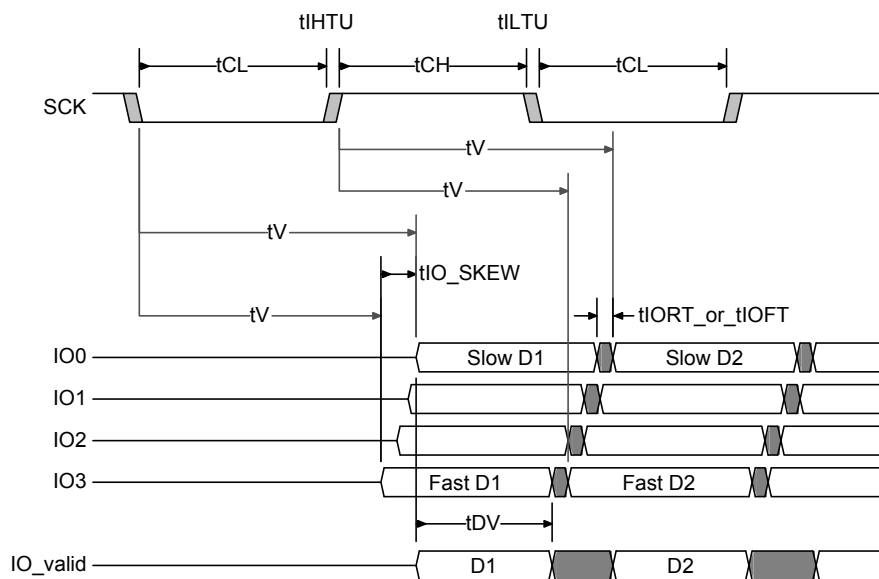 tIHTU tILTU
tCL tCH tCL
SCK
tV
tV
tV
tIO_SKEW
tV tIORT_or_tIOFT
IO0 Slow D1 Slow D2
IO1
IO2
IO3 Fast D1 Fast D2
tDV
IO_valid D1 D2